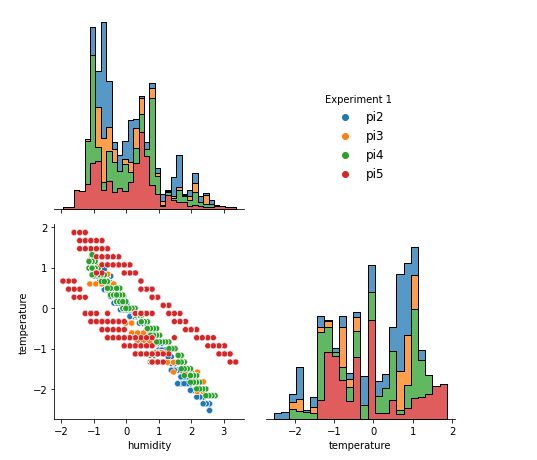 Experiment 1
pi2
pi3
pi4
pi5
2
1
0
−1
−2
temperature
−2 −1 0 1 2 3
humidity
−2 −1 0 1 2
temperature